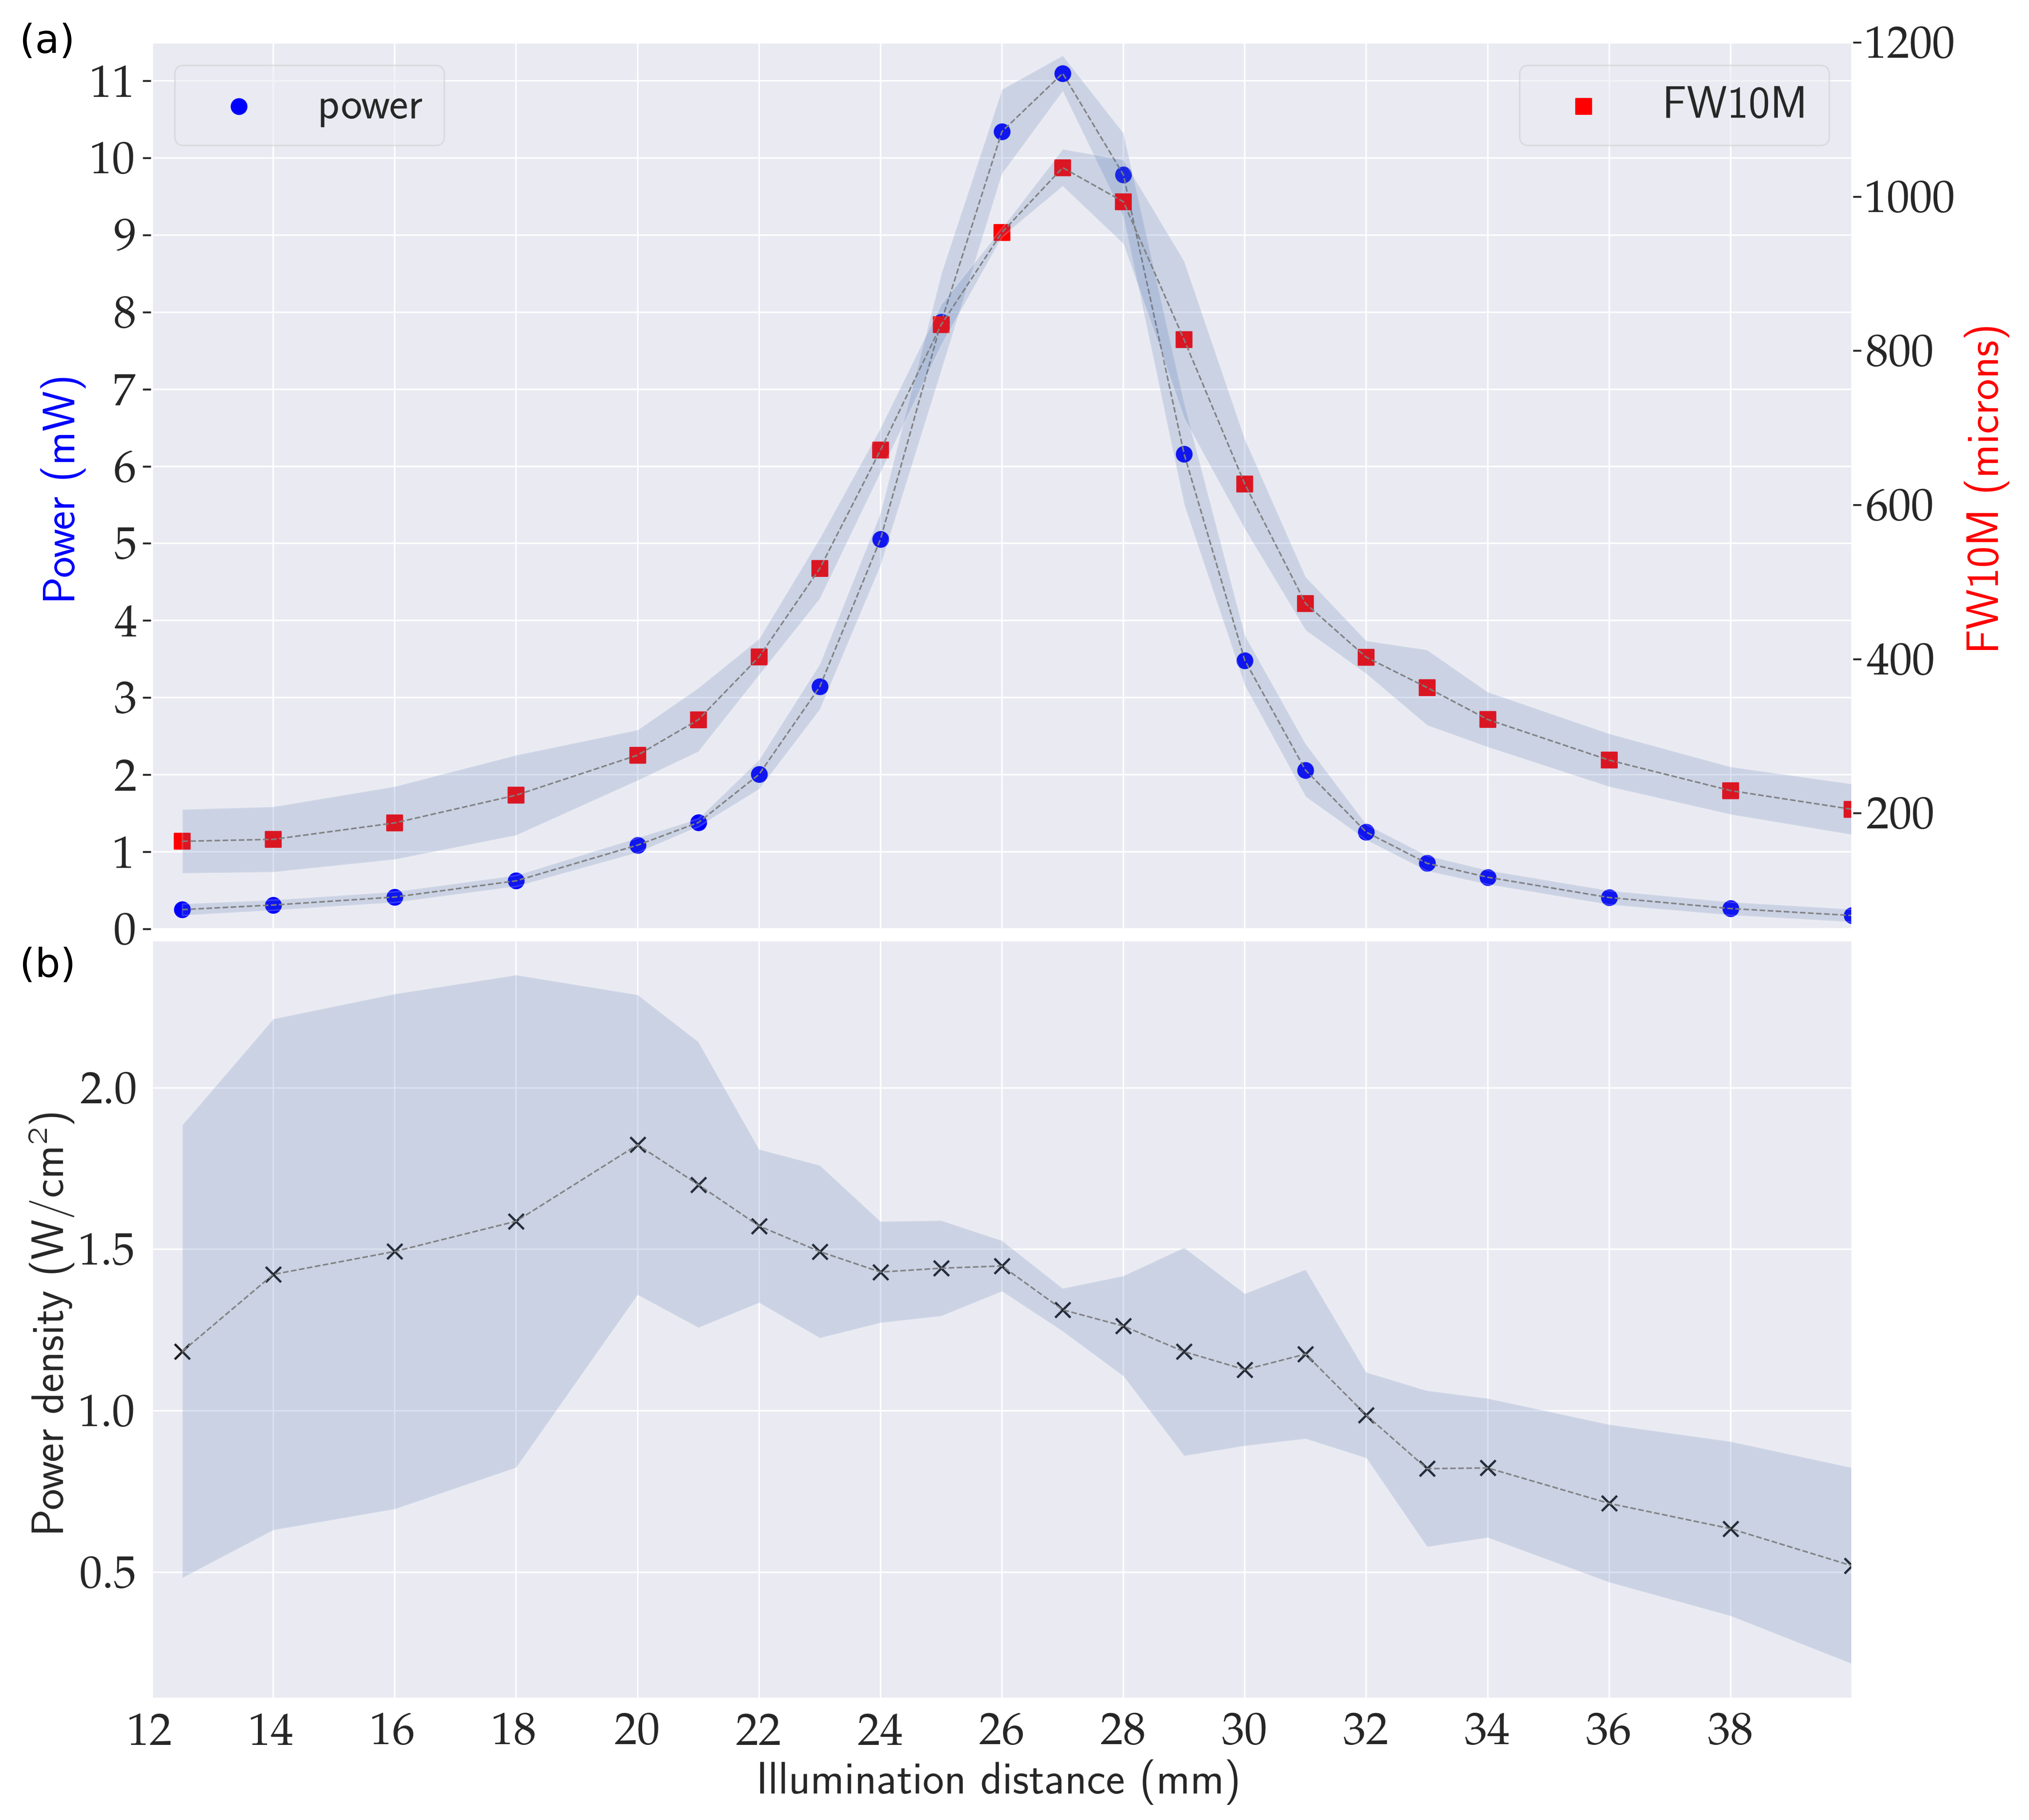 (a)
power
FW10M
11
10
9
8
7
6
5
4
3
2
1
0
Power (mW)
1200
1000
800
600
400
200
FW10M (microns)
(b)
2.0
1.5
1.0
0.5
Power density (W/cm²)
12 14 16 18 20 22 24 26 28 30 32 34 36 38
Illumination distance (mm)